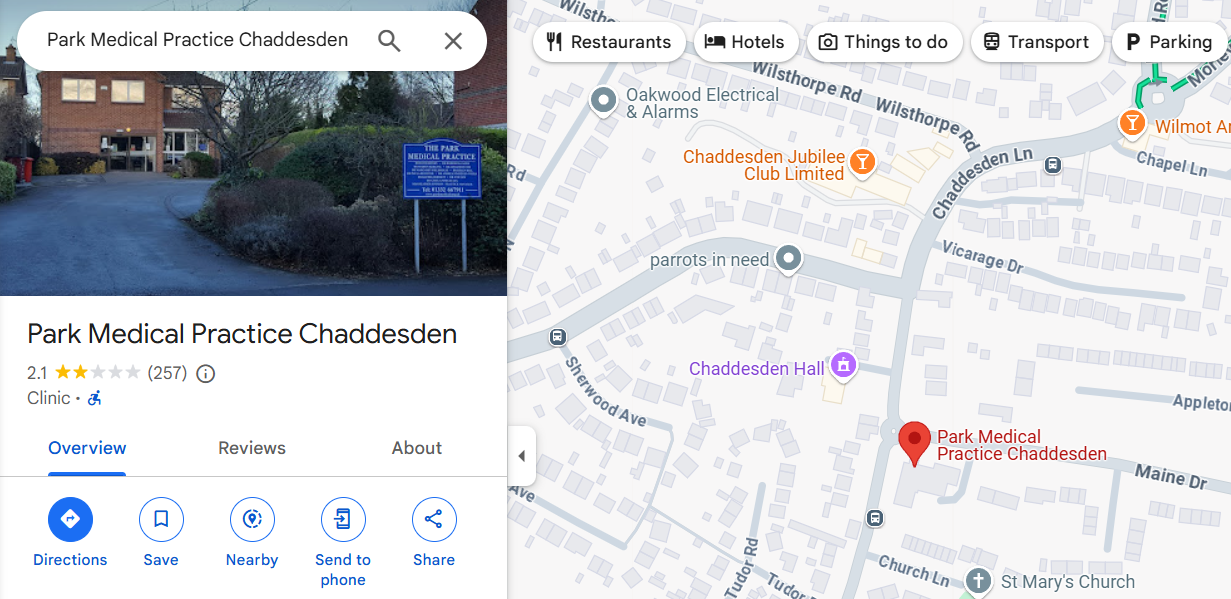 Park Medical Practice Chaddesden
THE PARK
MEDICAL PRACTICE
Park Medical Practice Chaddesden
2.1 (257)
Clinic ·
Overview
Reviews
About
Directions
Save
Nearby
Send to
phone
Share
Restaurants
Hotels
Things to do
Transport
Parking
Wilsthorpe Rd
Wilsthorpe Rd
Oakwood Electrical
& Alarms
Chaddesden Jubilee
Club Limited
Chaddesden Ln
Wilmot Ar
Chapel Ln
Rd
parrots in need
Vicarage Dr
Chaddesden Hall
Sherwood Ave
Appleto
Park Medical
Practice Chaddesden
Maine Dr
Ave
Tudor Rd
Tudor
Church Ln
St Mary's Church